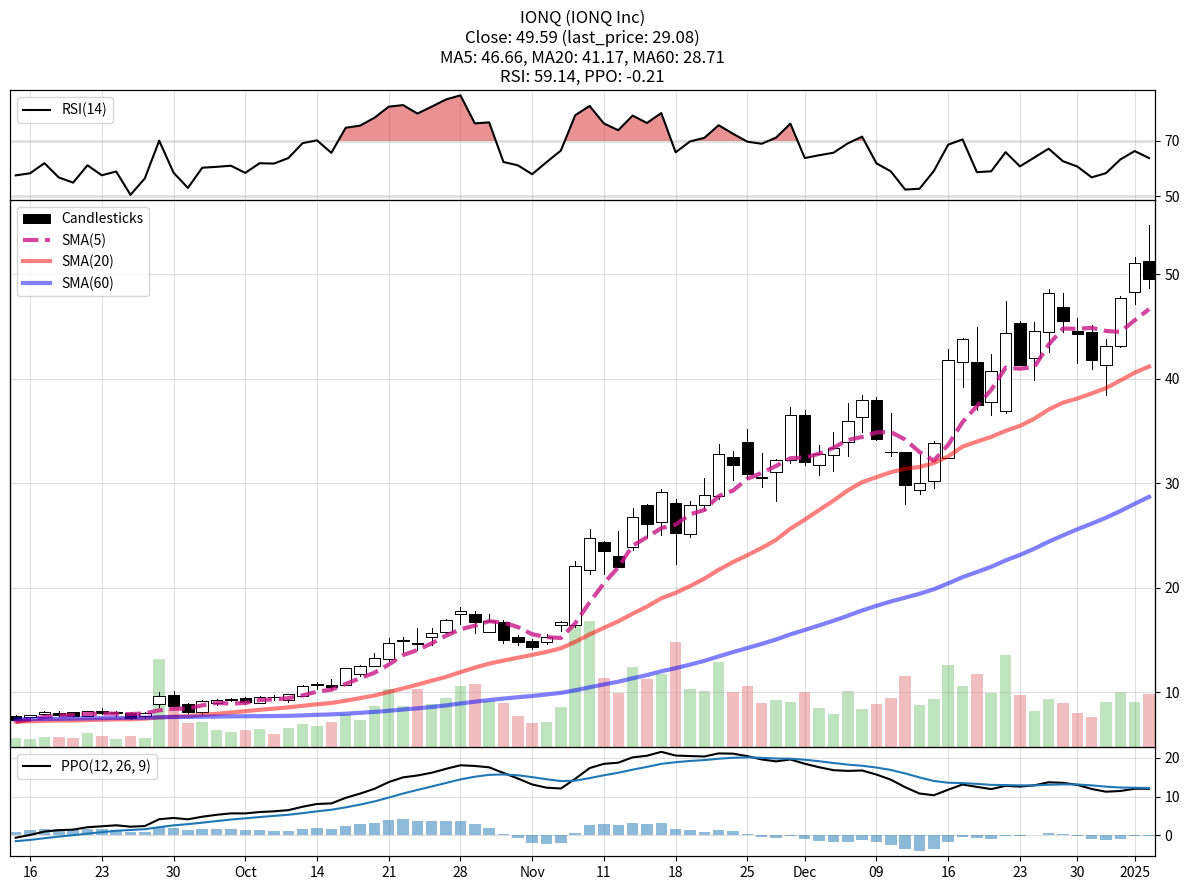 IONQ (IONQ Inc)
Close: 49.59 (last_price: 29.08)
MA5: 46.66, MA20: 41.17, MA60: 28.71
RSI: 59.14, PPO: -0.21
RSI(14)
70
50
Candlesticks
SMA(5)
SMA(20)
SMA(60)
50
40
30
20
10
PPO(12, 26, 9)
20
10
0
16 23 30 Oct 14 21 28 Nov 11 18 25 Dec 09 16 23 30 2025